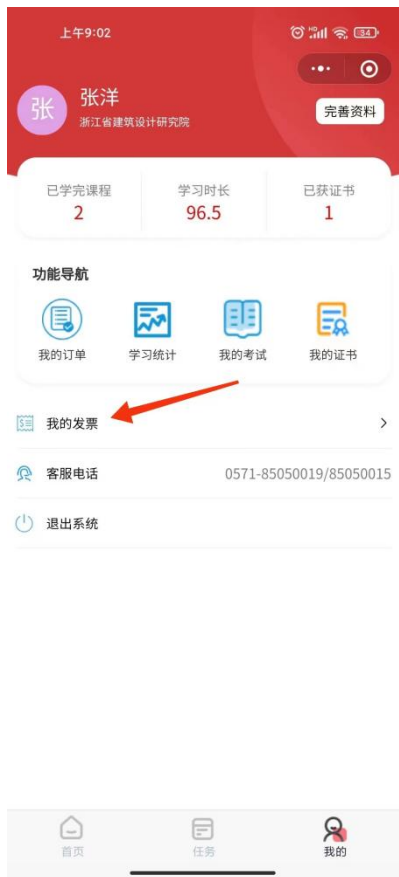 上午9:02
HD
34
张
张洋
浙江省建筑设计研究院
完善资料
已学完课程
学习时长
已获证书
2
96.5
1
功能导航
我的订单
学习统计
我的考试
我的证书
我的发票
客服电话
0571-85050019/85050015
退出系统
首页
任务
我的